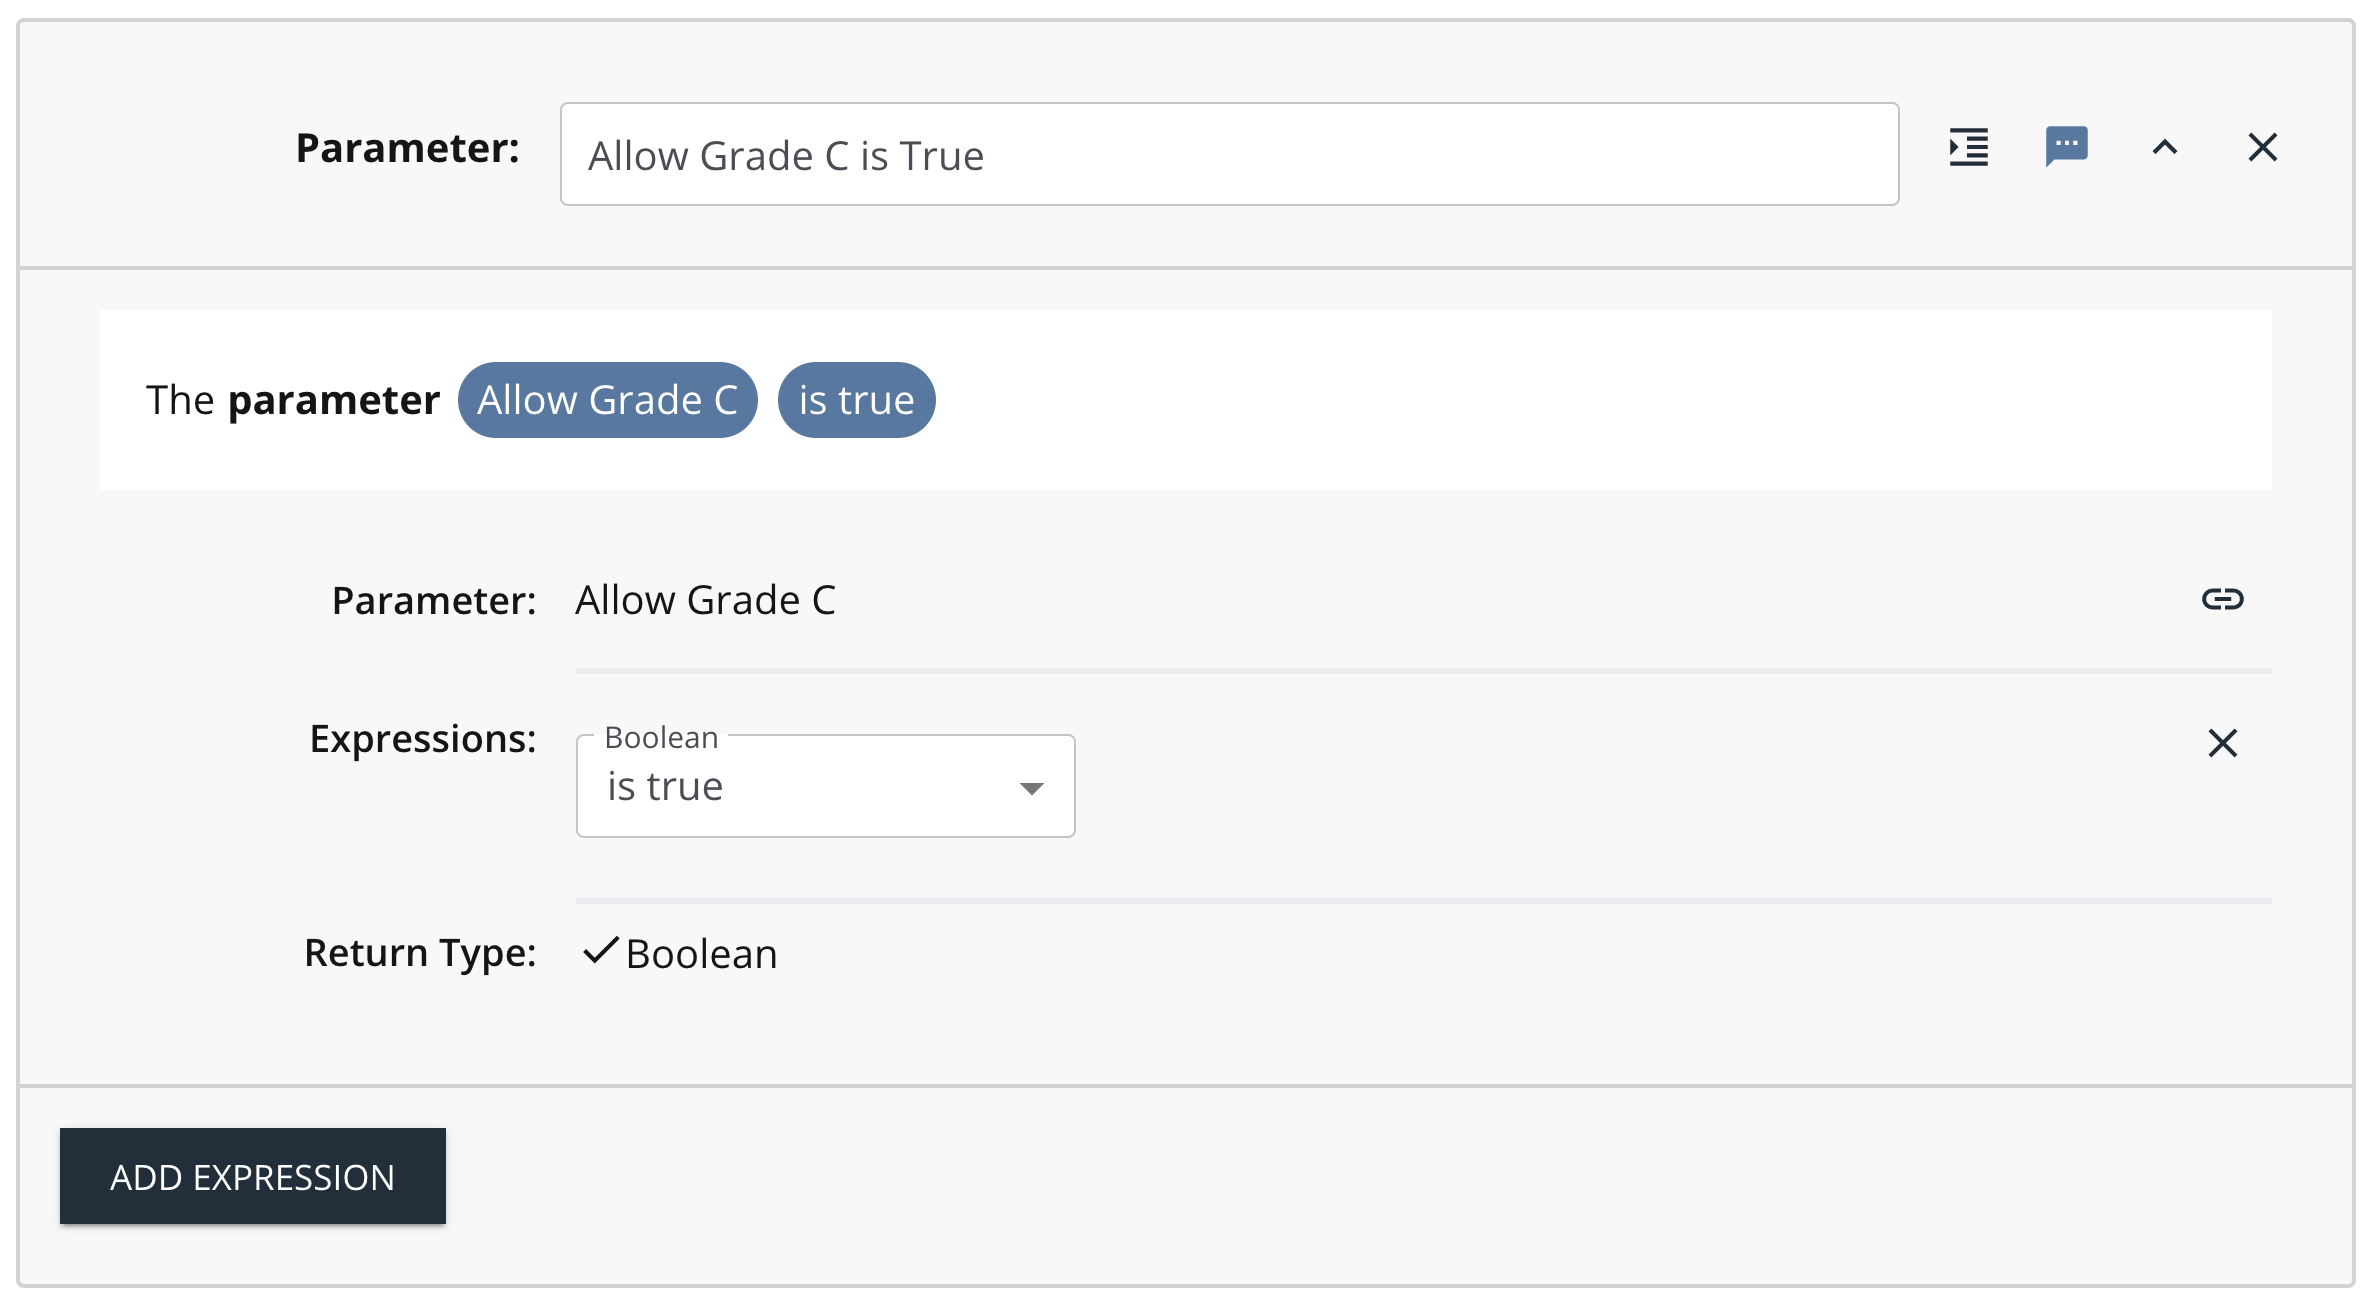 Parameter: Allow Grade C is True
The parameter Allow Grade C is true
Parameter: Allow Grade C
Expressions: Boolean
is true
Return Type: Boolean
ADD EXPRESSION